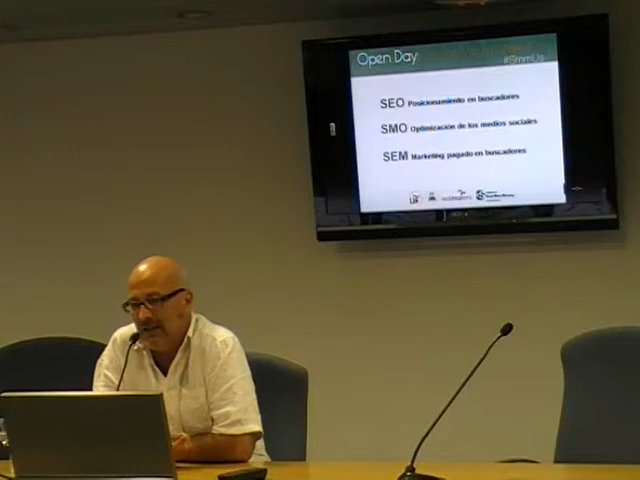 Open Day
#SmmUs
SEO Posicionamiento en buscadores
SMO Optimización de los medios sociales
SEM Marketing pagado en buscadores